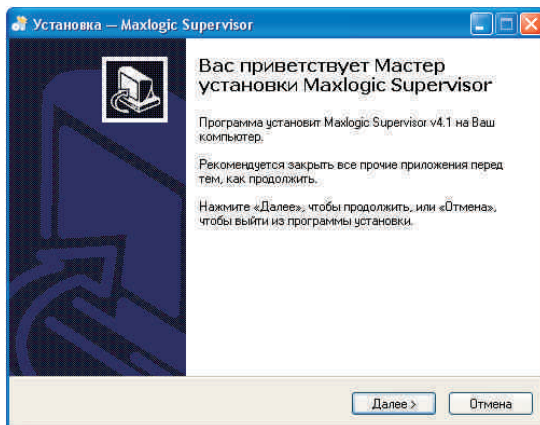 Установка — Maxlogic Supervisor
Вас приветствует Мастер
установки Maxlogic Supervisor
Программа установит Maxlogic Supervisor v4.1 на Ваш
компьютер.
Рекомендуется закрыть все прочие приложения перед
тем, как продолжить.
Нажмите «Далее», чтобы продолжить, или «Отмена»,
чтобы выйти из программы установки.
Далее >
Отмена